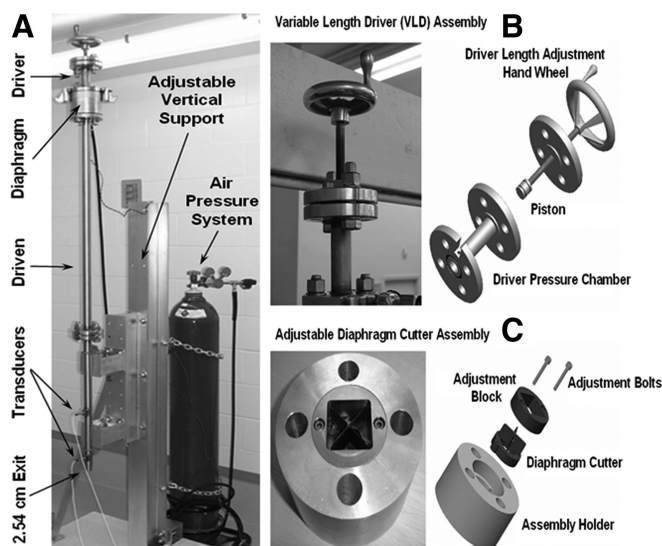 A
Driver
Diaphragm
Driven
Transducers
2.54 cm Exit
Adjustable
Vertical
Support
Air
Pressure
System
Variable Length Driver (VLD) Assembly
B
Driver Length Adjustment
Hand Wheel
Piston
Driver Pressure Chamber
Adjustable Diaphragm Cutter Assembly
C
Adjustment
Block
Adjustment Bolts
Diaphragm Cutter
Assembly Holder